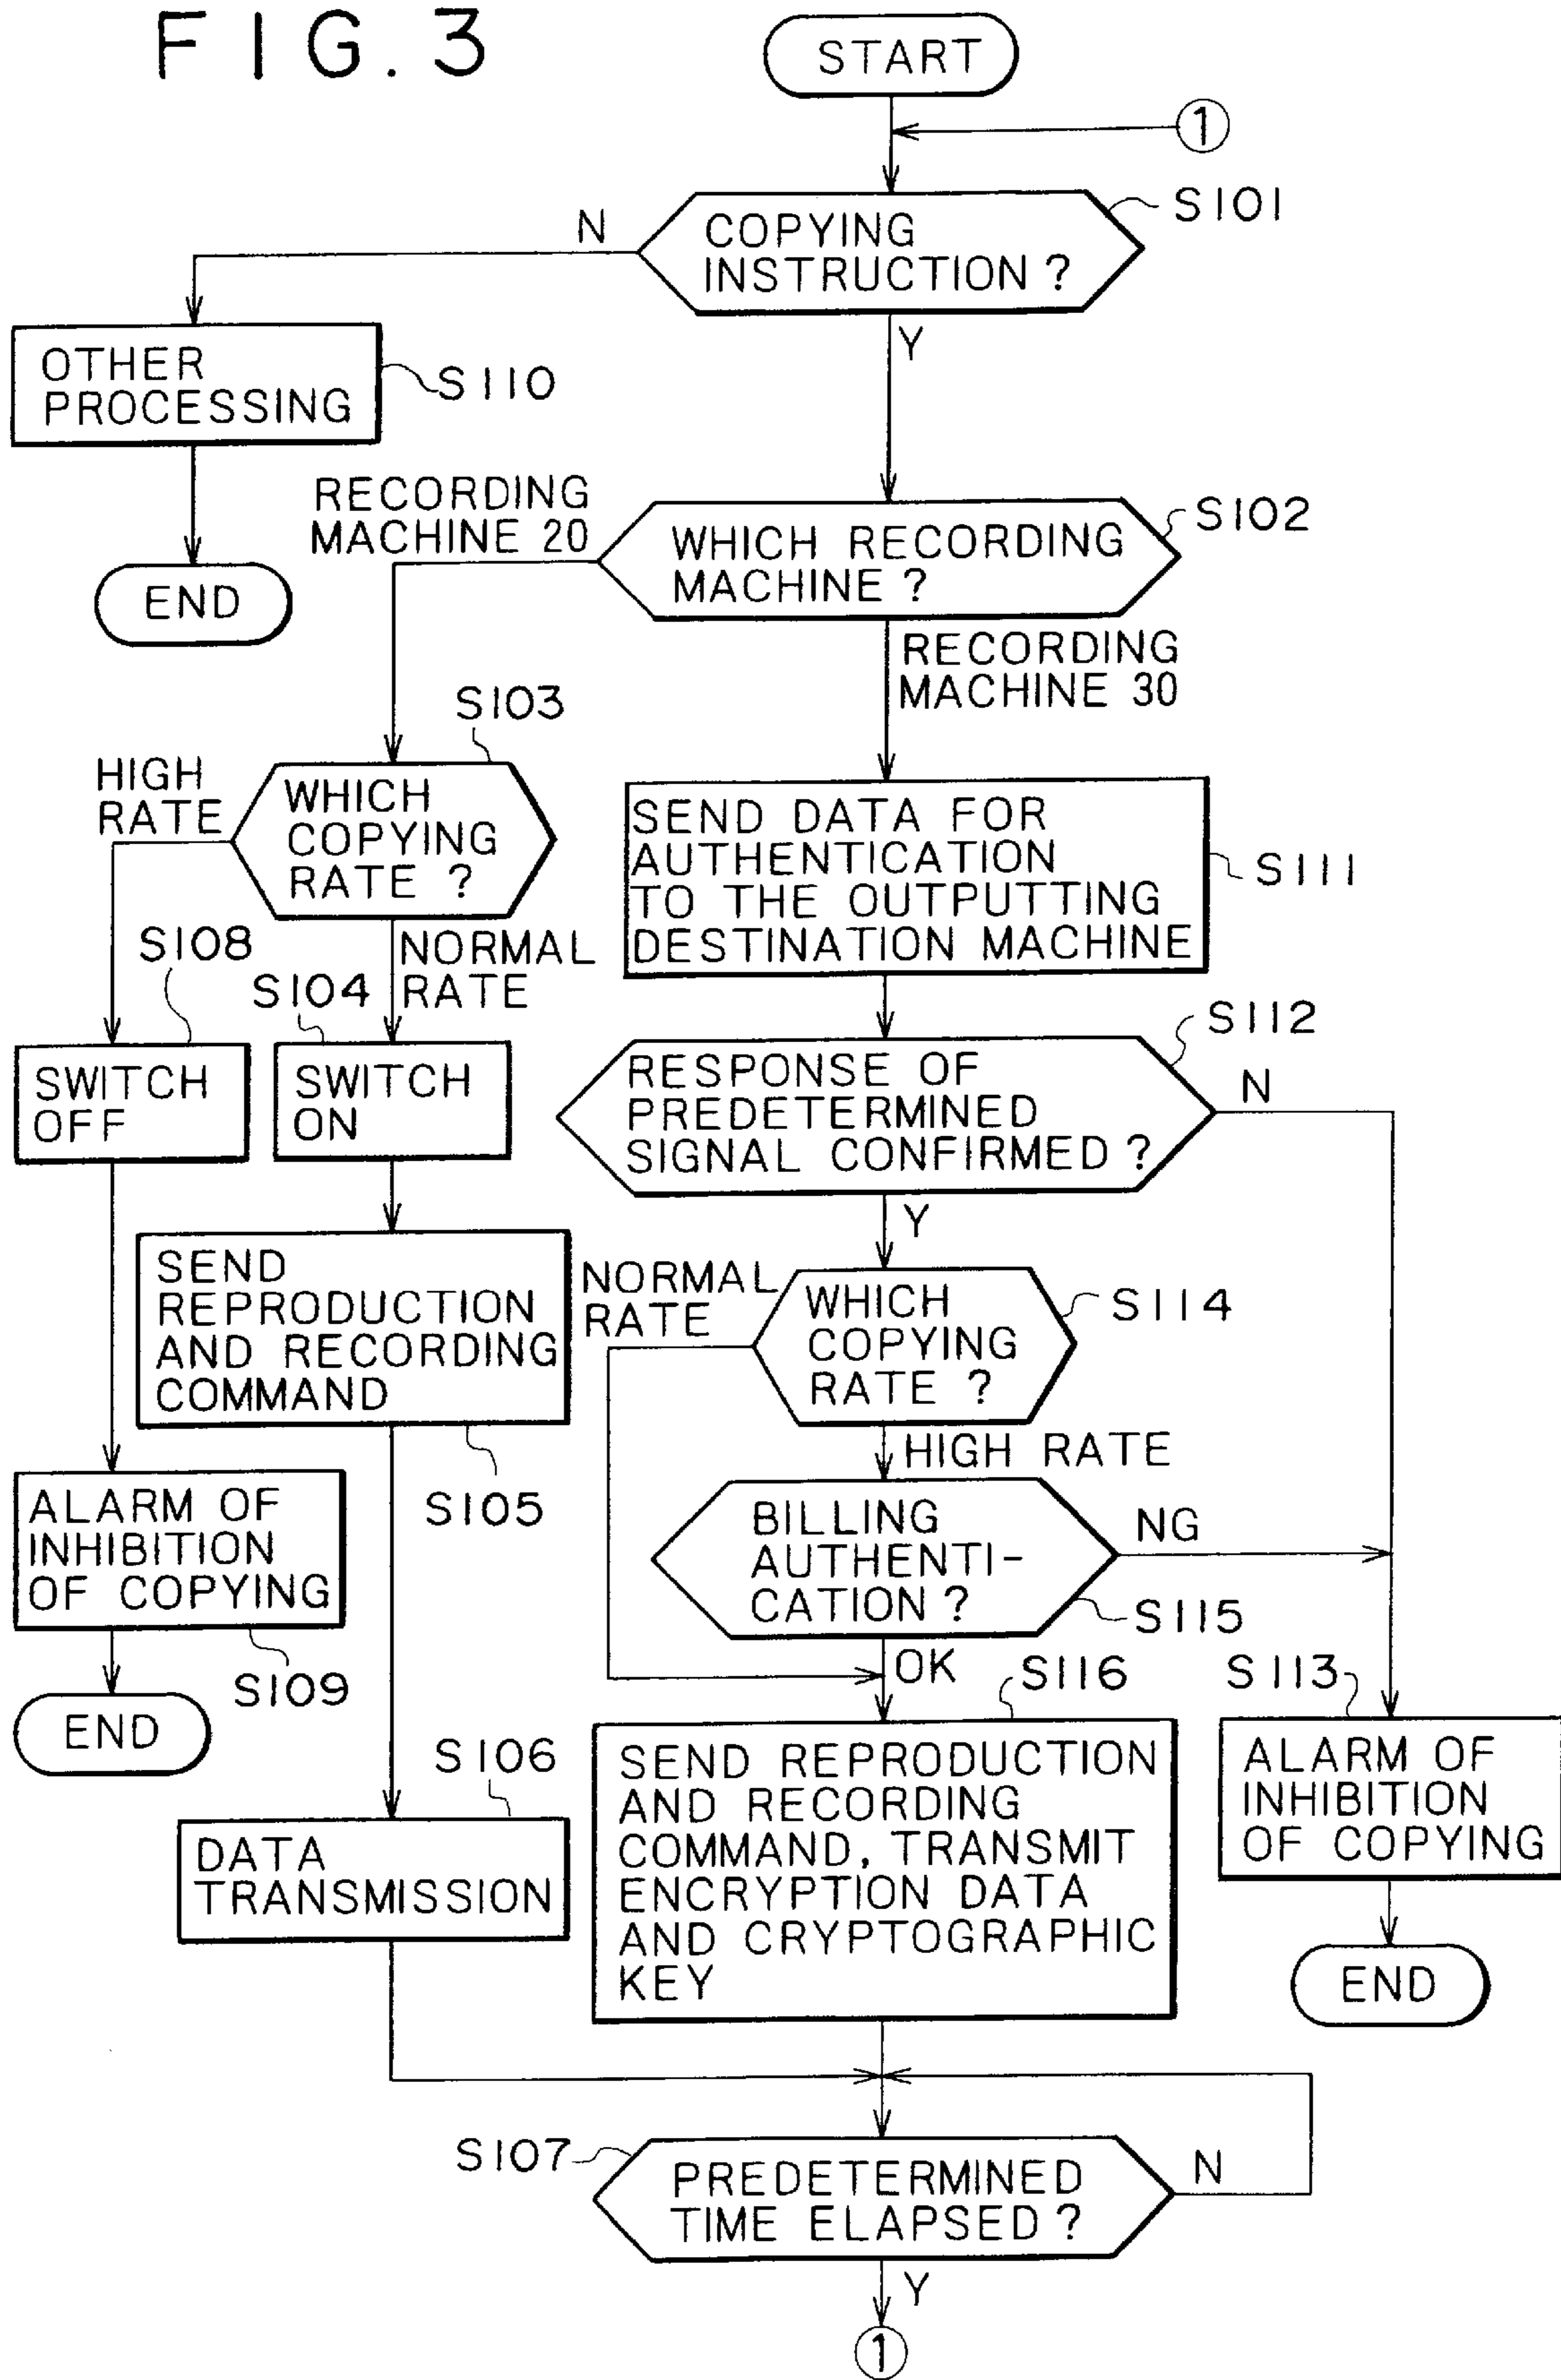 FIG. 3
START
1
S101
N
COPYING
INSTRUCTION ?
Y
OTHER
PROCESSING
S110
RECORDING
MACHINE 20
S102
WHICH RECORDING
MACHINE ?
END
RECORDING
MACHINE 30
S103
HIGH
RATE
WHICH
COPYING
RATE ?
SEND DATA FOR
AUTHENTICATION
TO THE OUTPUTTING
DESTINATION MACHINE
S111
S108
NORMAL
RATE
S104
S112
SWITCH
OFF
SWITCH
ON
RESPONSE OF
PREDETERMINED
SIGNAL CONFIRMED ?
N
Y
SEND
REPRODUCTION
AND RECORDING
COMMAND
NORMAL
RATE
WHICH
COPYING
RATE ?
S114
HIGH RATE
S105
ALARM OF
INHIBITION
OF COPYING
BILLING
AUTHENTI-
CATION ?
NG
S115
OK
S109
S116
S113
END
S106
DATA
TRANSMISSION
SEND REPRODUCTION
AND RECORDING
COMMAND, TRANSMIT
ENCRYPTION DATA
AND CRYPTOGRAPHIC
KEY
ALARM OF
INHIBITION
OF COPYING
END
S107
PREDETERMINED
TIME ELAPSED ?
N
Y
1